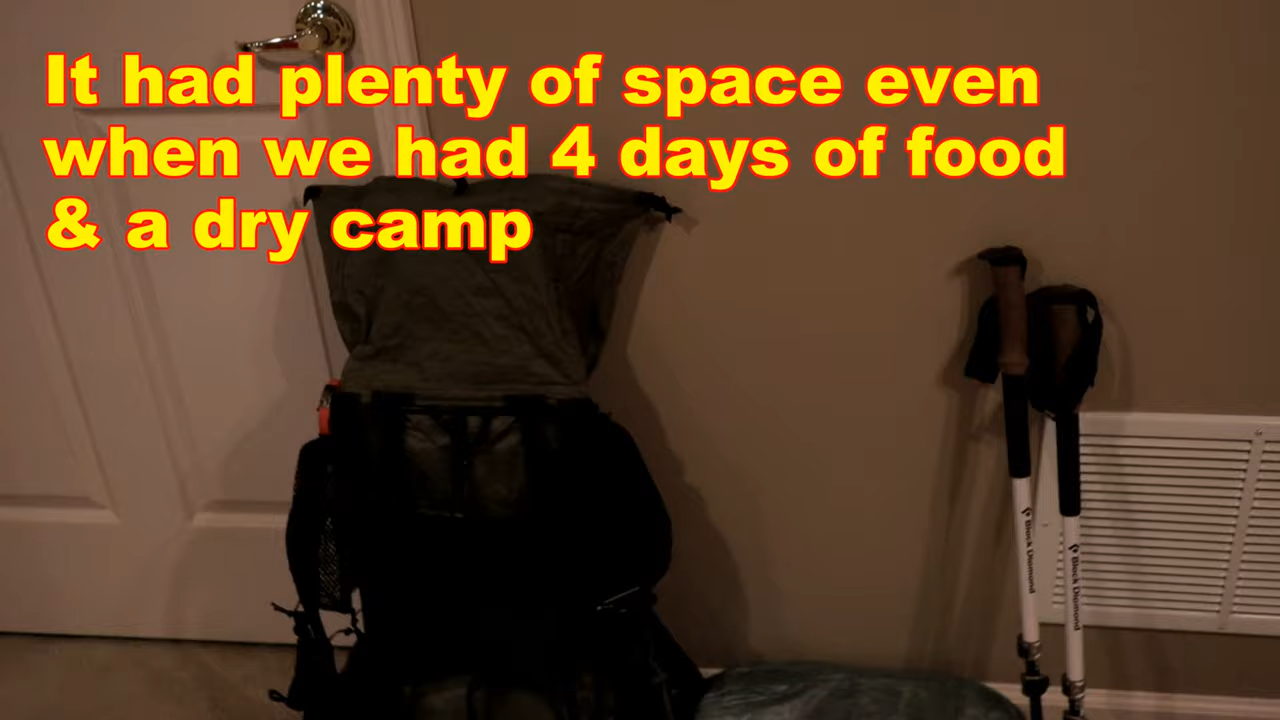 It had plenty of space even
when we had 4 days of food
& a dry camp
Black Diamond
Black Diamond